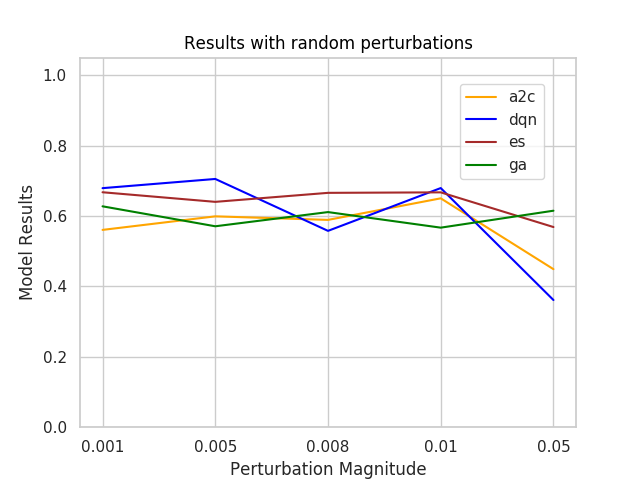 Results with random perturbations
1.0
0.8
0.6
0.4
0.2
0.0
Model Results
a2c
dqn
es
ga
0.001 0.005 0.008 0.01 0.05
Perturbation Magnitude